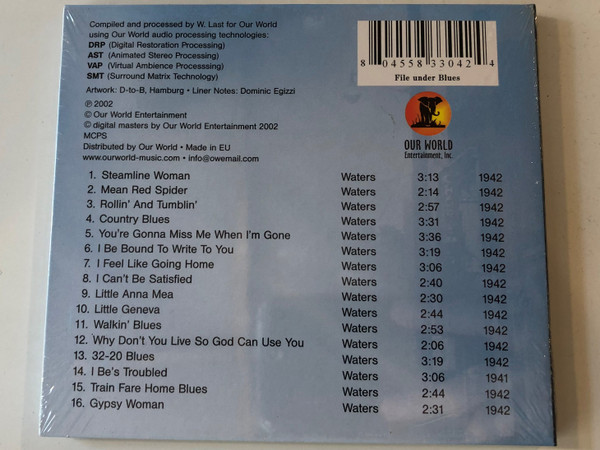 Compiled and processed by W. Last for Our World
using Our World audio processing technologies:
DRP (Digital Restoration Processing)
AST (Animated Stereo Processing)
VAP (Virtual Ambience Processsing)
SMT (Surround Matrix Technology)
Artwork: D-to-B, Hamburg • Liner Notes: Dominic Egizzi
℗ 2002
© Our World Entertainment
© digital masters by Our World Entertainment 2002
MCPS
Distributed by Our World • Made in EU
www.ourworld-music.com • info@owemail.com
8 04558 33042 4
File under Blues
OUR WORLD
Entertainment, Inc.
1. Steamline Woman Waters 3:13 1942
2. Mean Red Spider Waters 2:14 1942
3. Rollin' And Tumblin' Waters 2:57 1942
4. Country Blues Waters 3:31 1942
5. You're Gonna Miss Me When I'm Gone Waters 3:36 1942
6. I Be Bound To Write To You Waters 3:19 1942
7. I Feel Like Going Home Waters 3:06 1942
8. I Can't Be Satisfied Waters 2:40 1942
9. Little Anna Mea Waters 2:30 1942
10. Little Geneva Waters 2:44 1942
11. Walkin' Blues Waters 2:53 1942
12. Why Don't You Live So God Can Use You Waters 2:06 1942
13. 32-20 Blues Waters 3:19 1942
14. I Be's Troubled Waters 3:06 1941
15. Train Fare Home Blues Waters 2:44 1942
16. Gypsy Woman Waters 2:31 1942